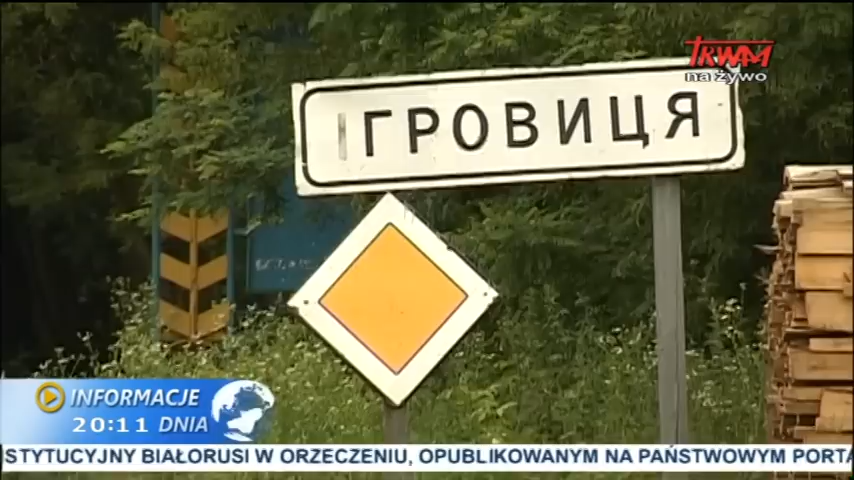 TRWAM
na żywo
ІГРОВИЦЯ
INFORMACJE
20:11 DNIA
STYTUCYJNY BIAŁORUSI W ORZECZENIU, OPUBLIKOWANYM NA PAŃSTWOWYM PORTA